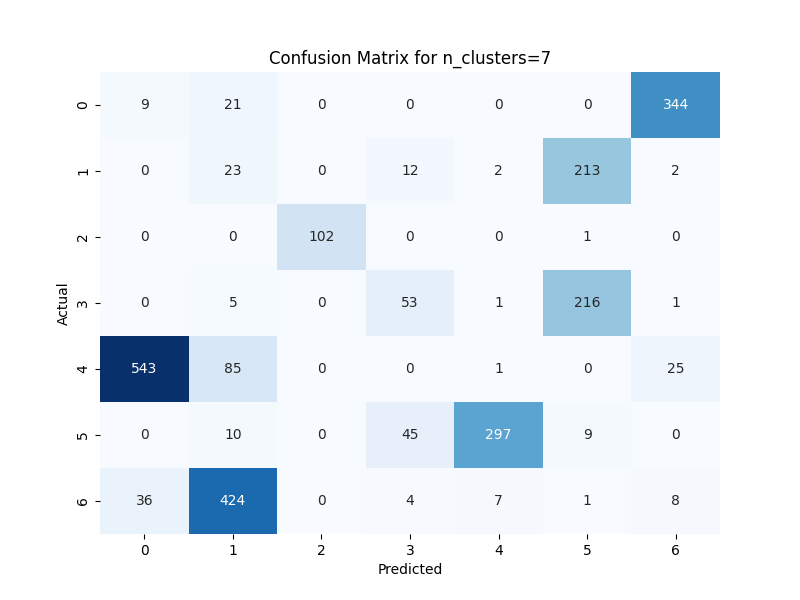 Confusion Matrix for n_clusters=7
0 9 21 0 0 0 0 344
1 0 23 0 12 2 213 2
2 0 0 102 0 0 1 0
Actual
3 0 5 0 53 1 216 1
4 543 85 0 0 1 0 25
5 0 10 0 45 297 9 0
6 36 424 0 4 7 1 8
0 1 2 3 4 5 6
Predicted